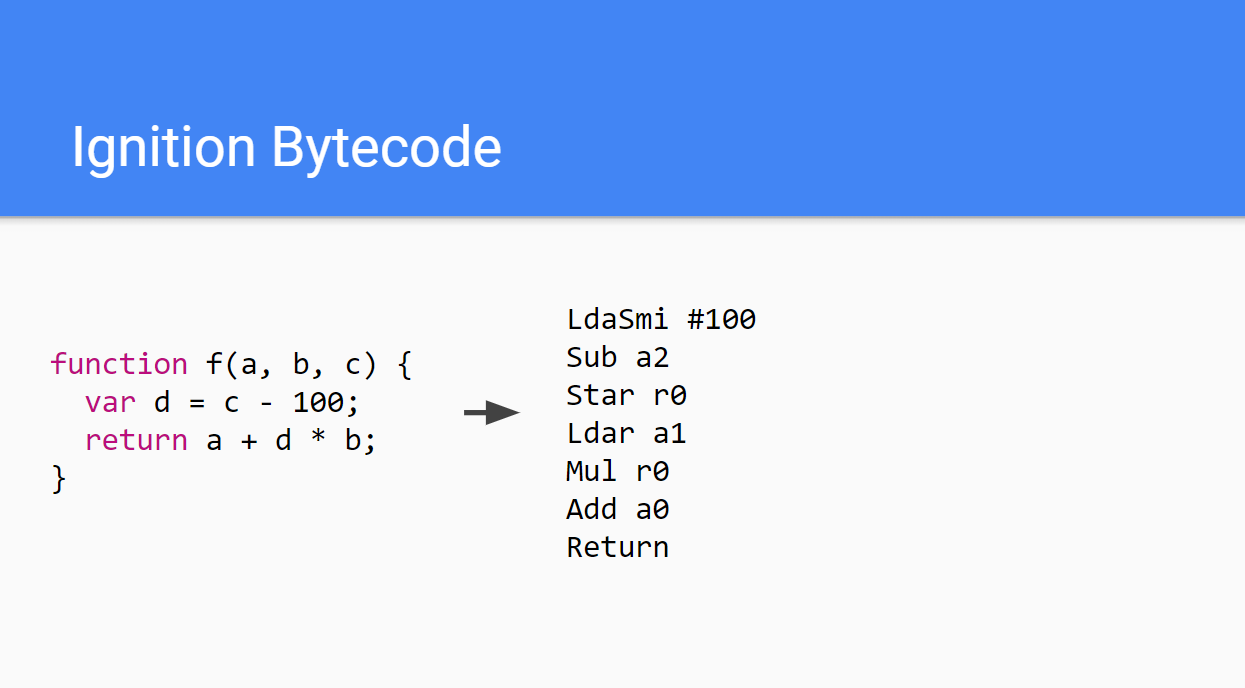 Ignition Bytecode
function f(a, b, c) {
  var d = c - 100;
  return a + d * b;
}
LdaSmi #100
Sub a2
Star r0
Ldar a1
Mul r0
Add a0
Return